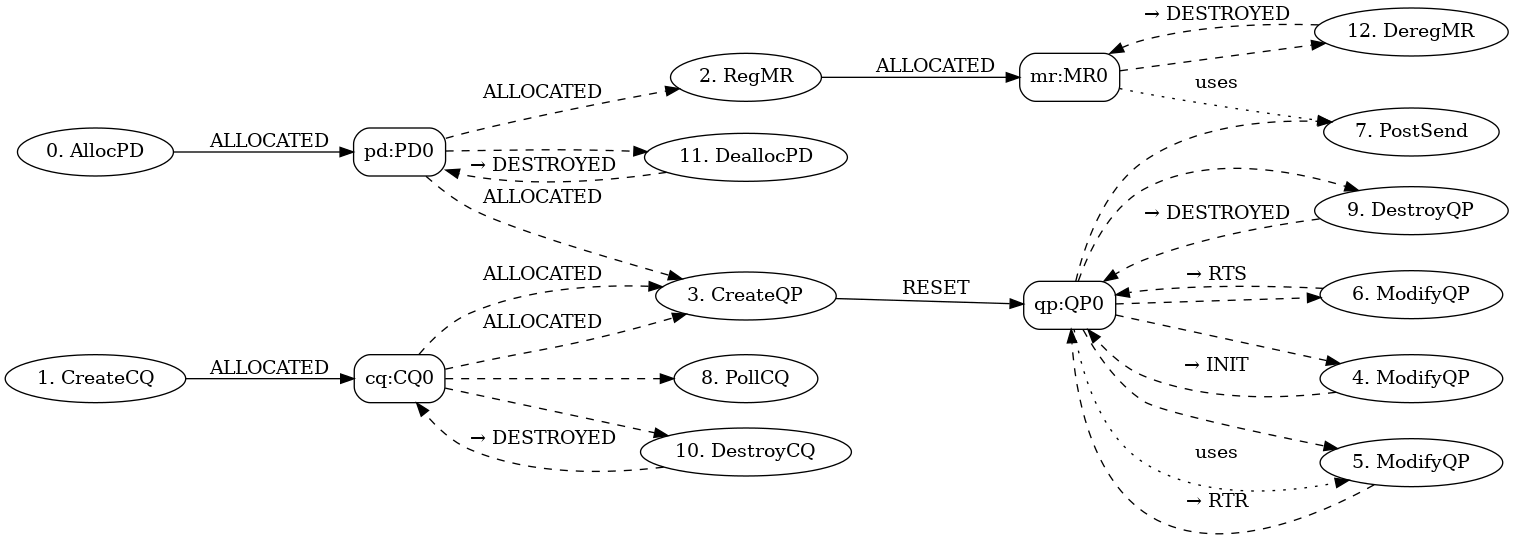 → DESTROYED
12. DeregMR
ALLOCATED
2. RegMR
ALLOCATED
mr:MR0
uses
0. AllocPD
ALLOCATED
pd:PD0
11. DeallocPD
→ DESTROYED
7. PostSend
ALLOCATED
→ DESTROYED
9. DestroyQP
ALLOCATED
3. CreateQP
ALLOCATED
RESET
qp:QP0
→ RTS
6. ModifyQP
1. CreateCQ
ALLOCATED
cq:CQ0
8. PollCQ
→ INIT
4. ModifyQP
→ DESTROYED
10. DestroyCQ
uses
5. ModifyQP
→ RTR